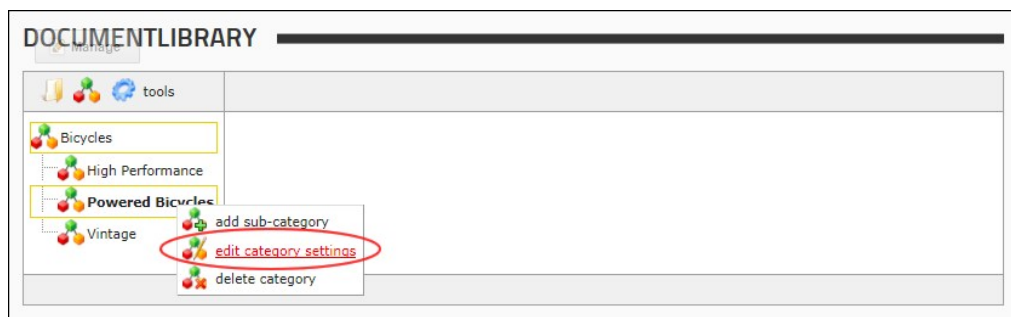 DOCUMENTLIBRARY
Manage
tools
Bicycles
High Performance
Powered Bicycles
Vintage
add sub-category
edit category settings
delete category